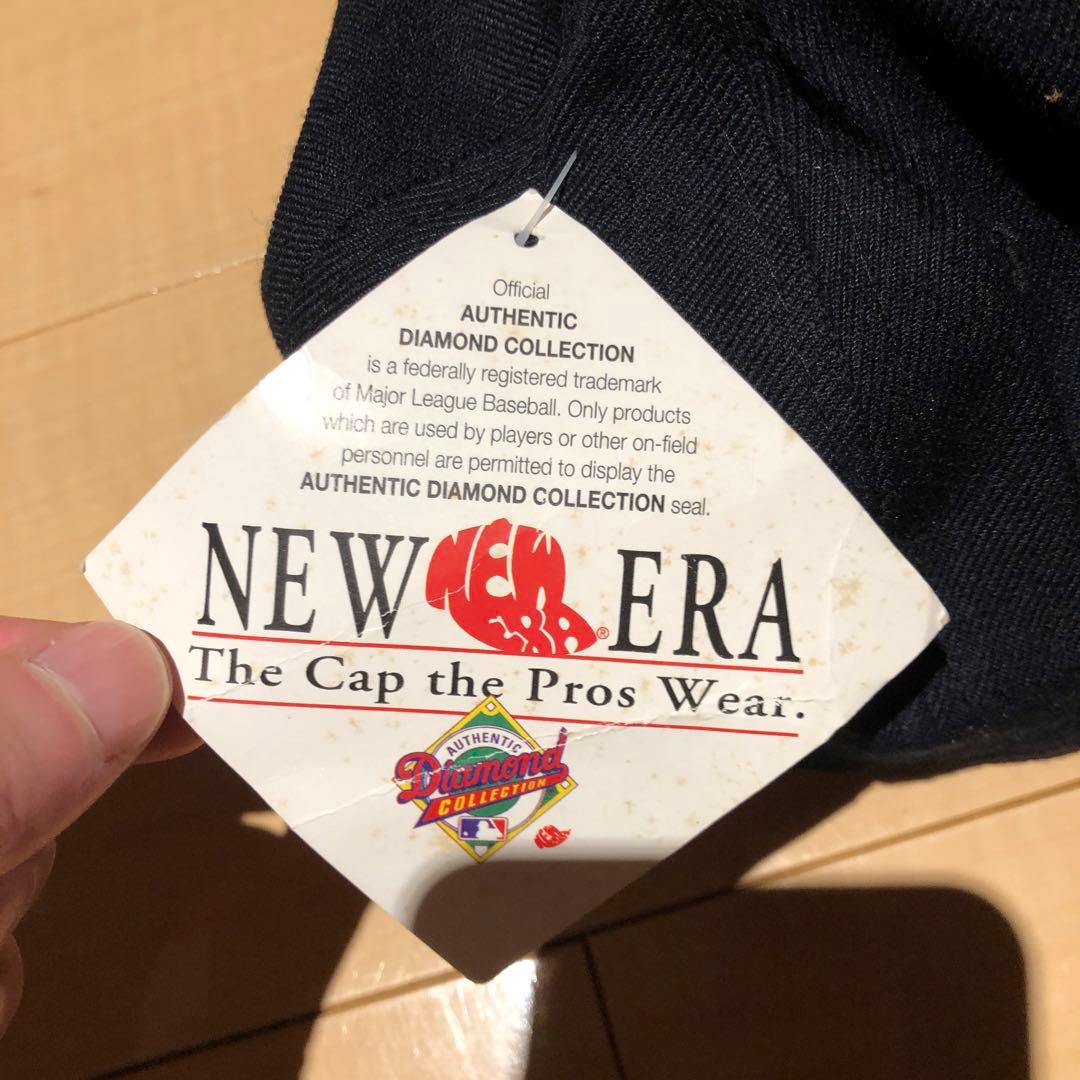 Official
AUTHENTIC
DIAMOND COLLECTION
is a federally registered trademark
of Major League Baseball. Only products
which are used by players or other on-field
personnel are permitted to display the
AUTHENTIC DIAMOND COLLECTION seal.
NEW NEW ERA® ERA
The Cap the Pros Wear.
AUTHENTIC
Diamond
COLLECTION